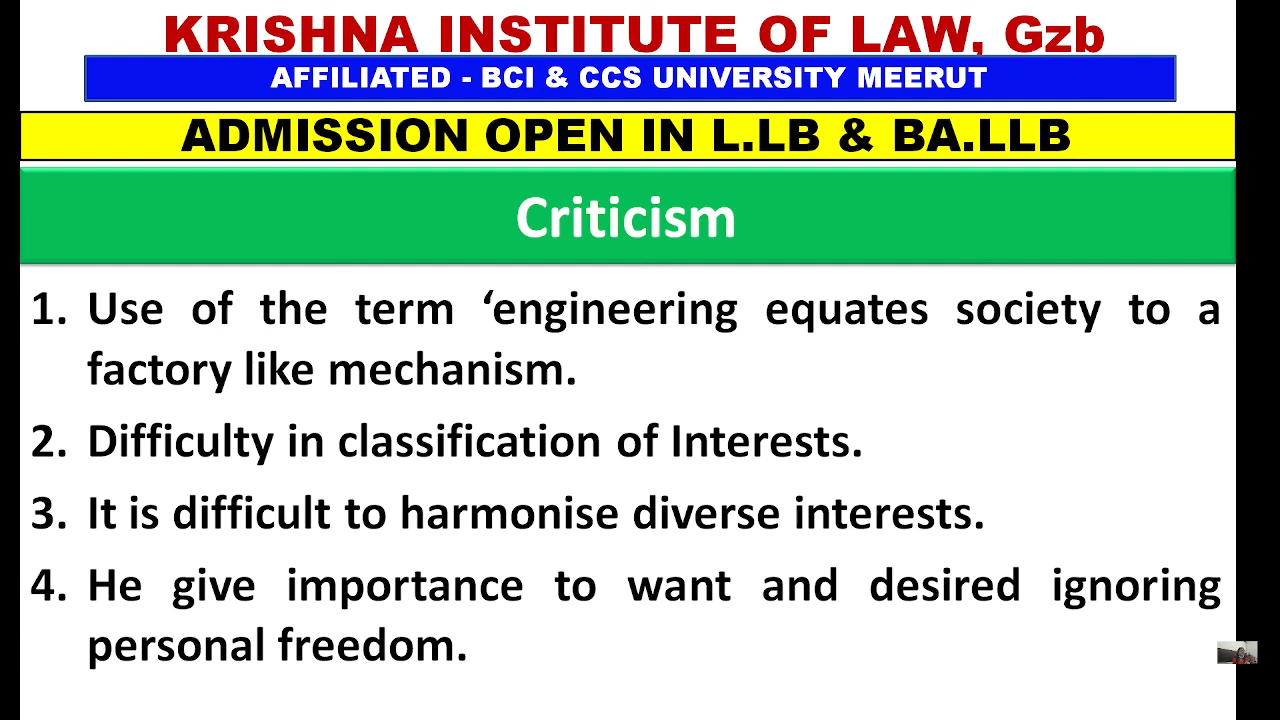 KRISHNA INSTITUTE OF LAW, Gzb
AFFILIATED - BCI & CCS UNIVERSITY MEERUT
ADMISSION OPEN IN L.LB & BA.LLB
Criticism
1. Use of the term ‘engineering equates society to a
factory like mechanism.
2. Difficulty in classification of Interests.
3. It is difficult to harmonise diverse interests.
4. He give importance to want and desired ignoring
personal freedom.